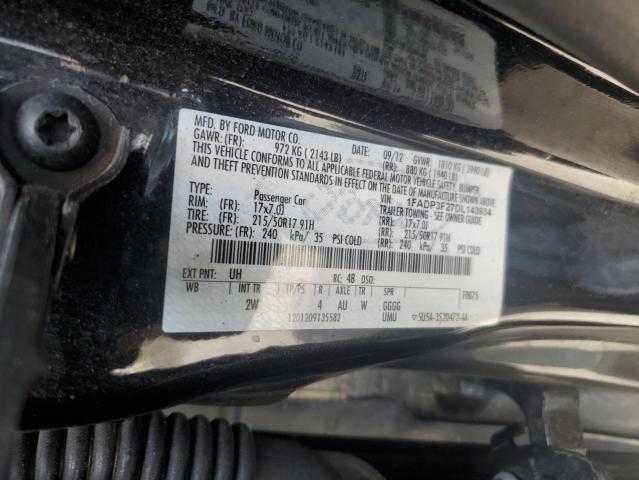 MFD. BY FORD MOTOR CO.
DATE: 09/12 GVWR: 1810 KG ( 3990 LB)
GAWR: (FR): 972 KG ( 2143 LB) (RR): 880 KG ( 1940 LB)
THIS VEHICLE CONFORMS TO ALL APPLICABLE FEDERAL MOTOR VEHICLE SAFETY, BUMPER,
AND THEFT PREVENTION STANDARDS IN EFFECT ON THE DATE OF MANUFACTURE SHOWN ABOVE.
VIN: 1FADP3F27DL143934
TYPE: Passenger Car TRAILER TOWING - SEE OWNER GUIDE
RIM: (FR): 17x7.0J (RR): 17x7.0J
TIRE: (FR): 215/50R17 91H (RR): 215/50R17 91H
PRESSURE: (FR): 240 kPa/ 35 PSI COLD (RR): 240 kPa/ 35 PSI COLD
EXT PNT: UH RC: 48 DSO:
WB INT TR TP/PS R AXLE TR SPR
2W 4 AU W GGGG
1201209135582 UMU 5U5A-3520472-AA